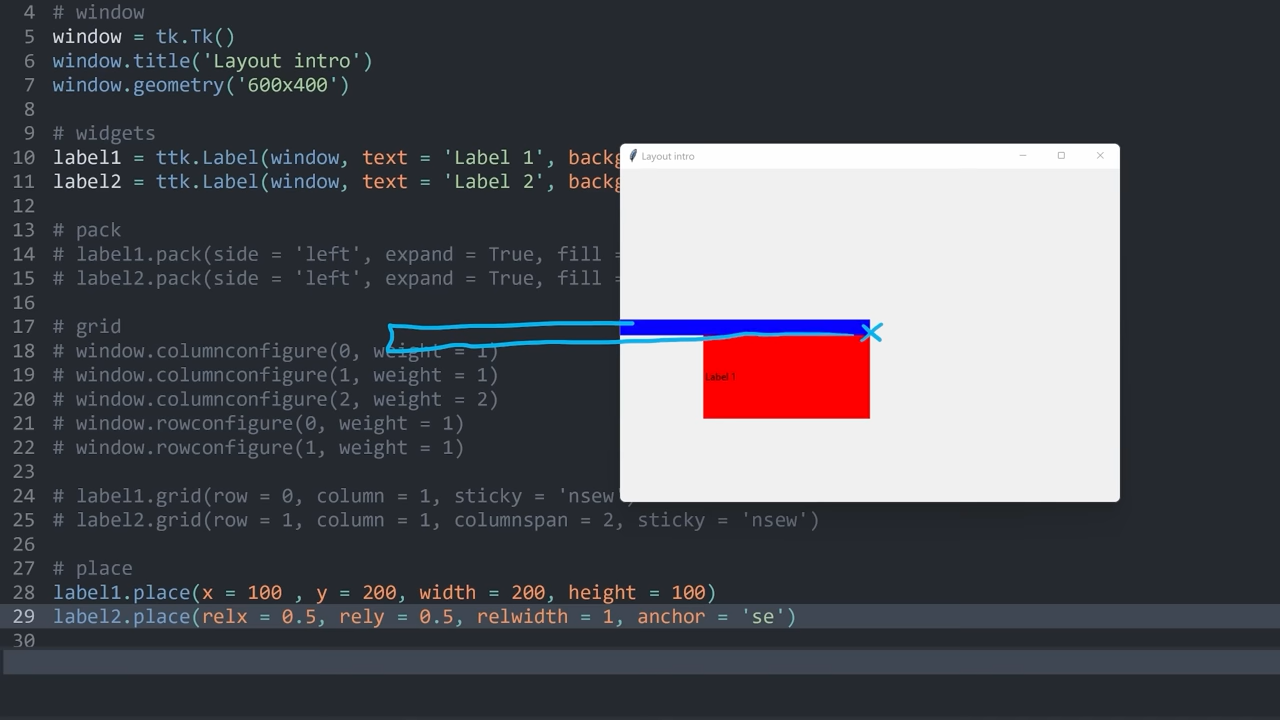 4 # window
5 window = tk.Tk()
6 window.title('Layout intro')
7 window.geometry('600x400')
8
9 # widgets
10 label1 = ttk.Label(window, text = 'Label 1', backg
11 label2 = ttk.Label(window, text = 'Label 2', backg
12
13 # pack
14 # label1.pack(side = 'left', expand = True, fill =
15 # label2.pack(side = 'left', expand = True, fill =
16
17 # grid
18 # window.columnconfigure(0, weight = 1)
19 # window.columnconfigure(1, weight = 1)
20 # window.columnconfigure(2, weight = 2)
21 # window.rowconfigure(0, weight = 1)
22 # window.rowconfigure(1, weight = 1)
23
24 # label1.grid(row = 0, column = 1, sticky = 'nsew'
25 # label2.grid(row = 1, column = 1, columnspan = 2, sticky = 'nsew')
26
27 # place
28 label1.place(x = 100 , y = 200, width = 200, height = 100)
29 label2.place(relx = 0.5, rely = 0.5, relwidth = 1, anchor = 'se')
30
Layout intro
Label 1